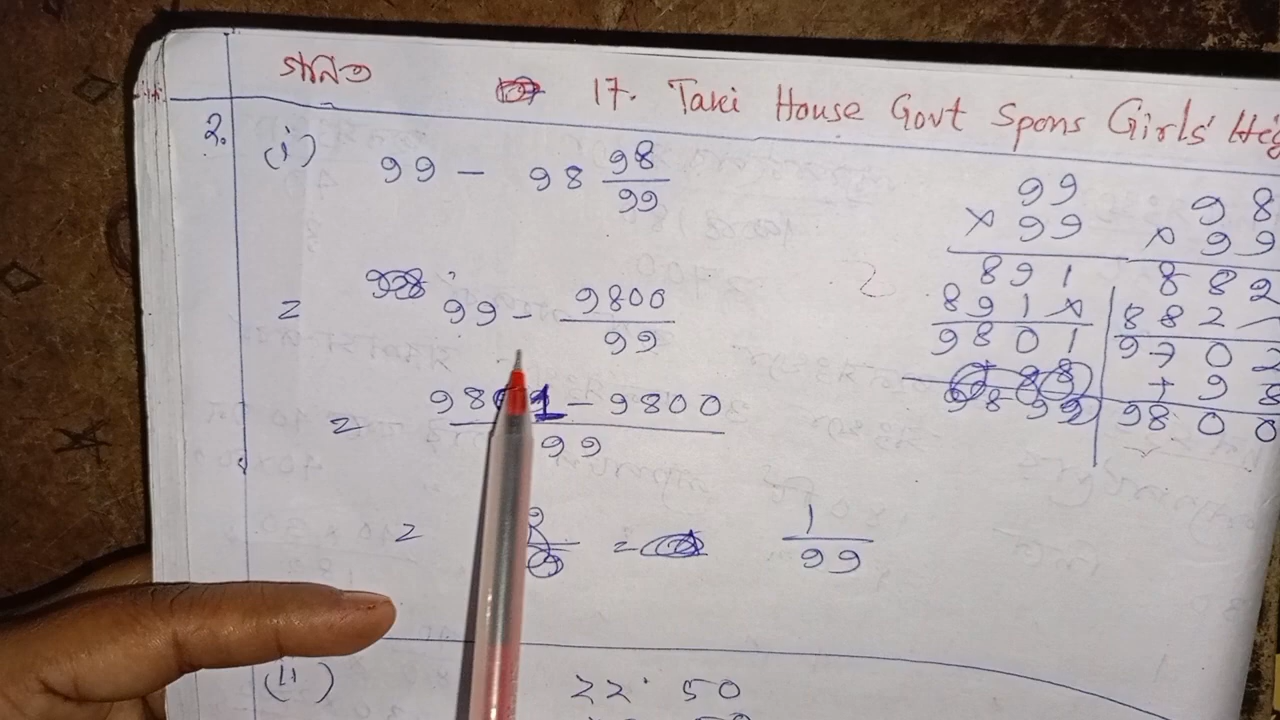 গণিত 17. Taki House Govt Spons Girls' Hig
2. (i) 99 - 98 98/99
= 99 - 9800/99
= 9801 - 9800/99
= = 1/99
99
× 99
891
891×
9801
98
× 99
882
882
9702
+ 98
9800
(ii) 22.50